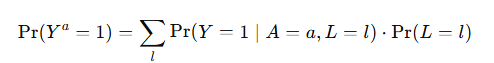 Pr(Y^a = 1) = ∑_l Pr(Y = 1 | A = a, L = l) · Pr(L = l)